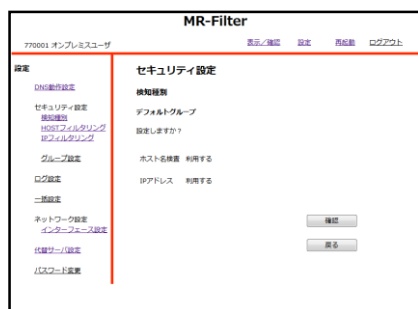 MR-Filter
770001 オンプレミスユーザ
表示／確認 設定 再起動 ログアウト
設定
DNS動作設定
セキュリティ設定
検知種別
HOSTフィルタリング
IPフィルタリング
グループ設定
ログ設定
一括設定
ネットワーク設定
インターフェース設定
代替サーバ設定
パスワード変更
セキュリティ設定
検知種別
デフォルトグループ
設定しますか？
ホスト名検査 利用する
IPアドレス 利用する
確認
戻る